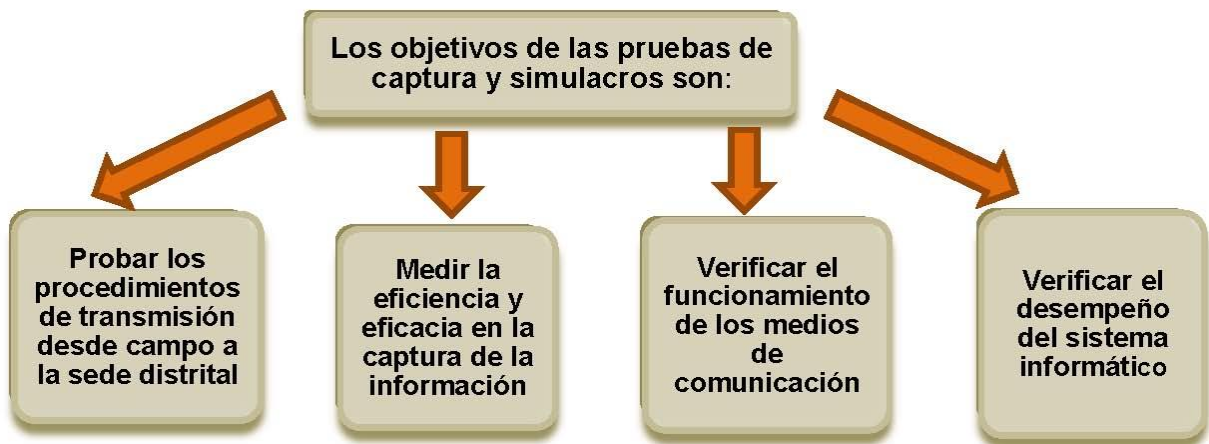 Los objetivos de las pruebas de
captura y simulacros son:
Probar los
procedimientos
de transmisión
desde campo a
la sede distrital
Medir la
eficiencia y
eficacia en la
captura de la
información
Verificar el
funcionamiento
de los medios
de
comunicación
Verificar el
desempeño
del sistema
informático